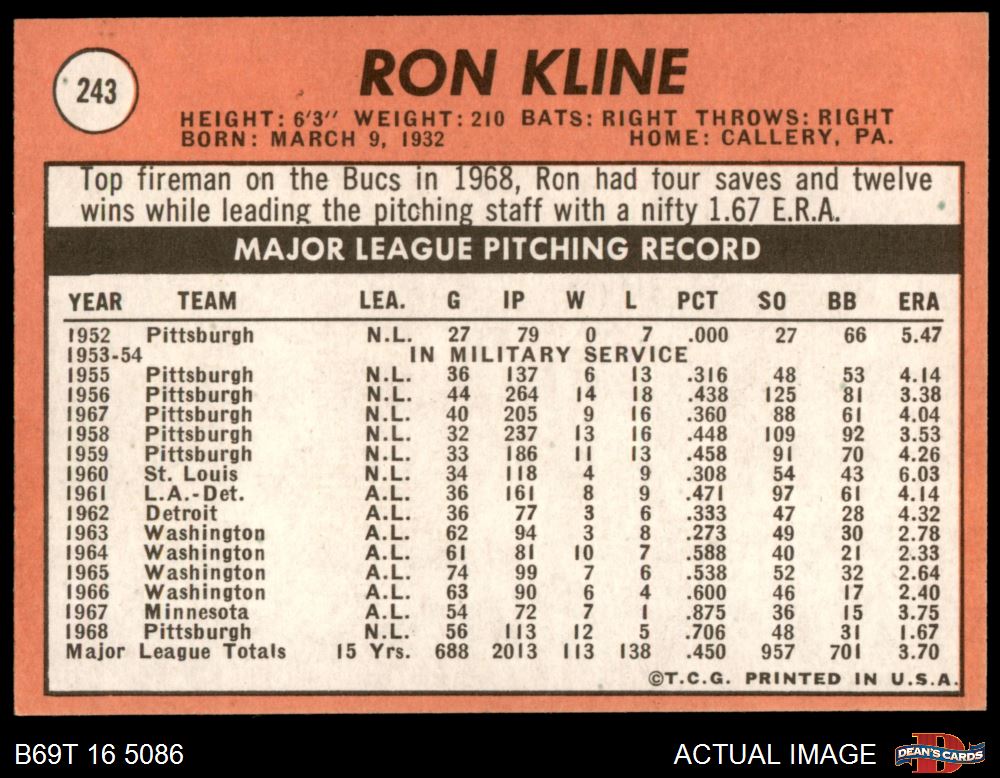 243
RON KLINE
HEIGHT: 6'3" WEIGHT: 210 BATS: RIGHT THROWS: RIGHT
BORN: MARCH 9, 1932 HOME: CALLERY, PA.
Top fireman on the Bucs in 1968, Ron had four saves and twelve
wins while leading the pitching staff with a nifty 1.67 E.R.A.
MAJOR LEAGUE PITCHING RECORD
YEAR TEAM LEA. G IP W L PCT SO BB ERA
1952 Pittsburgh N.L. 27 79 0 7 .000 27 66 5.47
1953-54 IN MILITARY SERVICE
1955 Pittsburgh N.L. 36 137 6 13 .316 48 53 4.14
1956 Pittsburgh N.L. 44 264 14 18 .438 125 81 3.38
1967 Pittsburgh N.L. 40 205 9 16 .360 88 61 4.04
1958 Pittsburgh N.L. 32 237 13 16 .448 109 92 3.53
1959 Pittsburgh N.L. 33 186 11 13 .458 91 70 4.26
1960 St. Louis N.L. 34 118 4 9 .308 54 43 6.03
1961 L.A.-Det. A.L. 36 161 8 9 .471 97 61 4.14
1962 Detroit A.L. 36 77 3 6 .333 47 28 4.32
1963 Washington A.L. 62 94 3 8 .273 49 30 2.78
1964 Washington A.L. 61 81 10 7 .588 40 21 2.33
1965 Washington A.L. 74 99 7 6 .538 52 32 2.64
1966 Washington A.L. 63 90 6 4 .600 46 17 2.40
1967 Minnesota A.L. 54 72 7 1 .875 36 15 3.75
1968 Pittsburgh N.L. 56 113 12 5 .706 48 31 1.67
Major League Totals 15 Yrs. 688 2013 113 138 .450 957 701 3.70
©T.C.G. PRINTED IN U.S.A.
B69T 16 5086 ACTUAL IMAGE DEAN'S CARDS